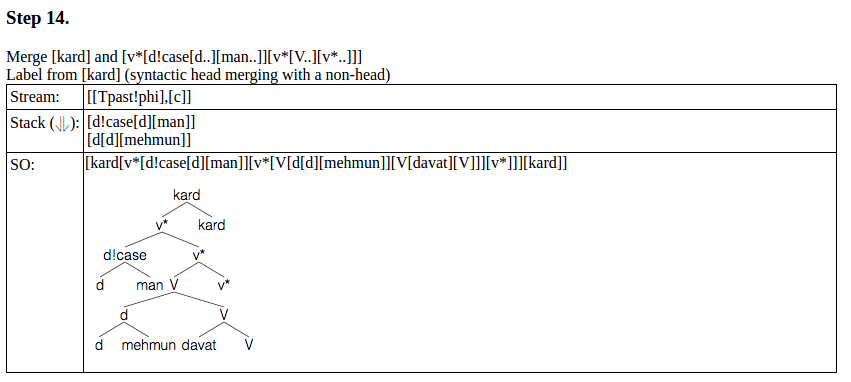 Step 14.
Merge [kard] and [v*[d!case[d..][man..]][v*[V..][v*..]]]
Label from [kard] (syntactic head merging with a non-head)
Stream: [[Tpast!phi],[c]]
Stack (⇃⇂): [d!case[d][man]]
[d[d][mehmun]]
SO: [kard[v*[d!case[d][man]][v*[V[d[d][mehmun]][V[davat][V]]][v*]]][kard]]
kard
v* kard
d!case v*
d man V v*
d V
d mehmun davat V